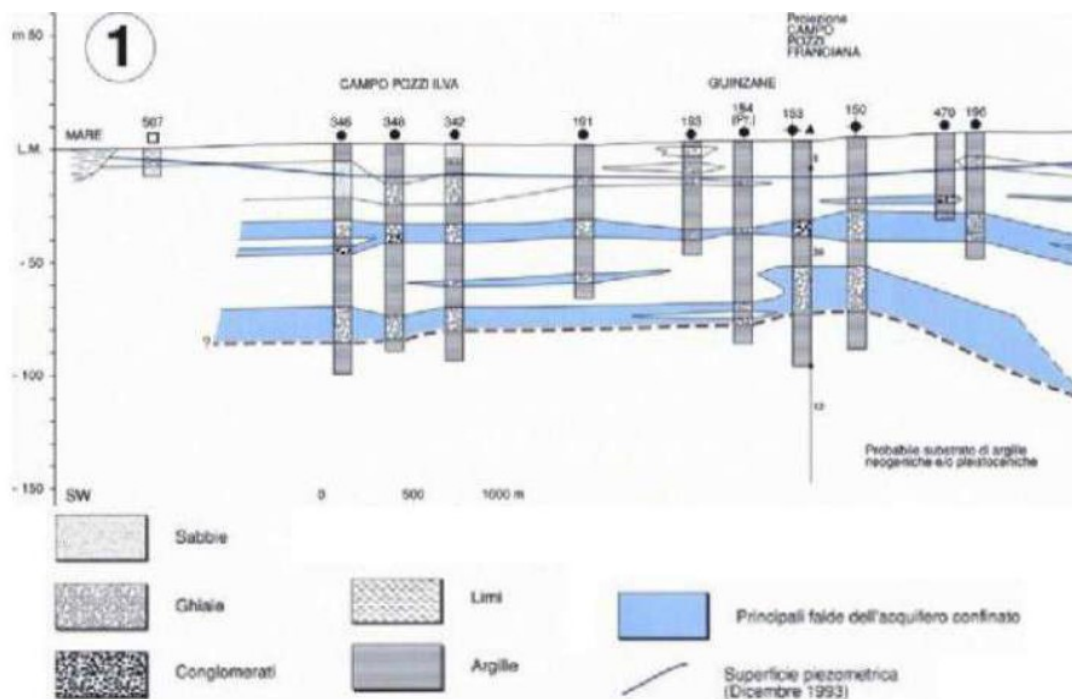 1
Proiezione
CAMPO
POZZI
FRANCIANA
m 50
CAMPO POZZI ILVA
GUINZANE
MARE
567
346
348
342
191
193
184
(Pr.)
153
A
150
470
196
L.M.
- 50
- 100
- 150
?
Probabile substrato di argille
neogeniche e/o pleistoceniche
SW
0 500 1000 m
Sabbie
Ghiaie
Conglomerati
Limi
Argille
Principali falde dell'acquifero confinato
Superficie piezometrica
(Dicembre 1993)